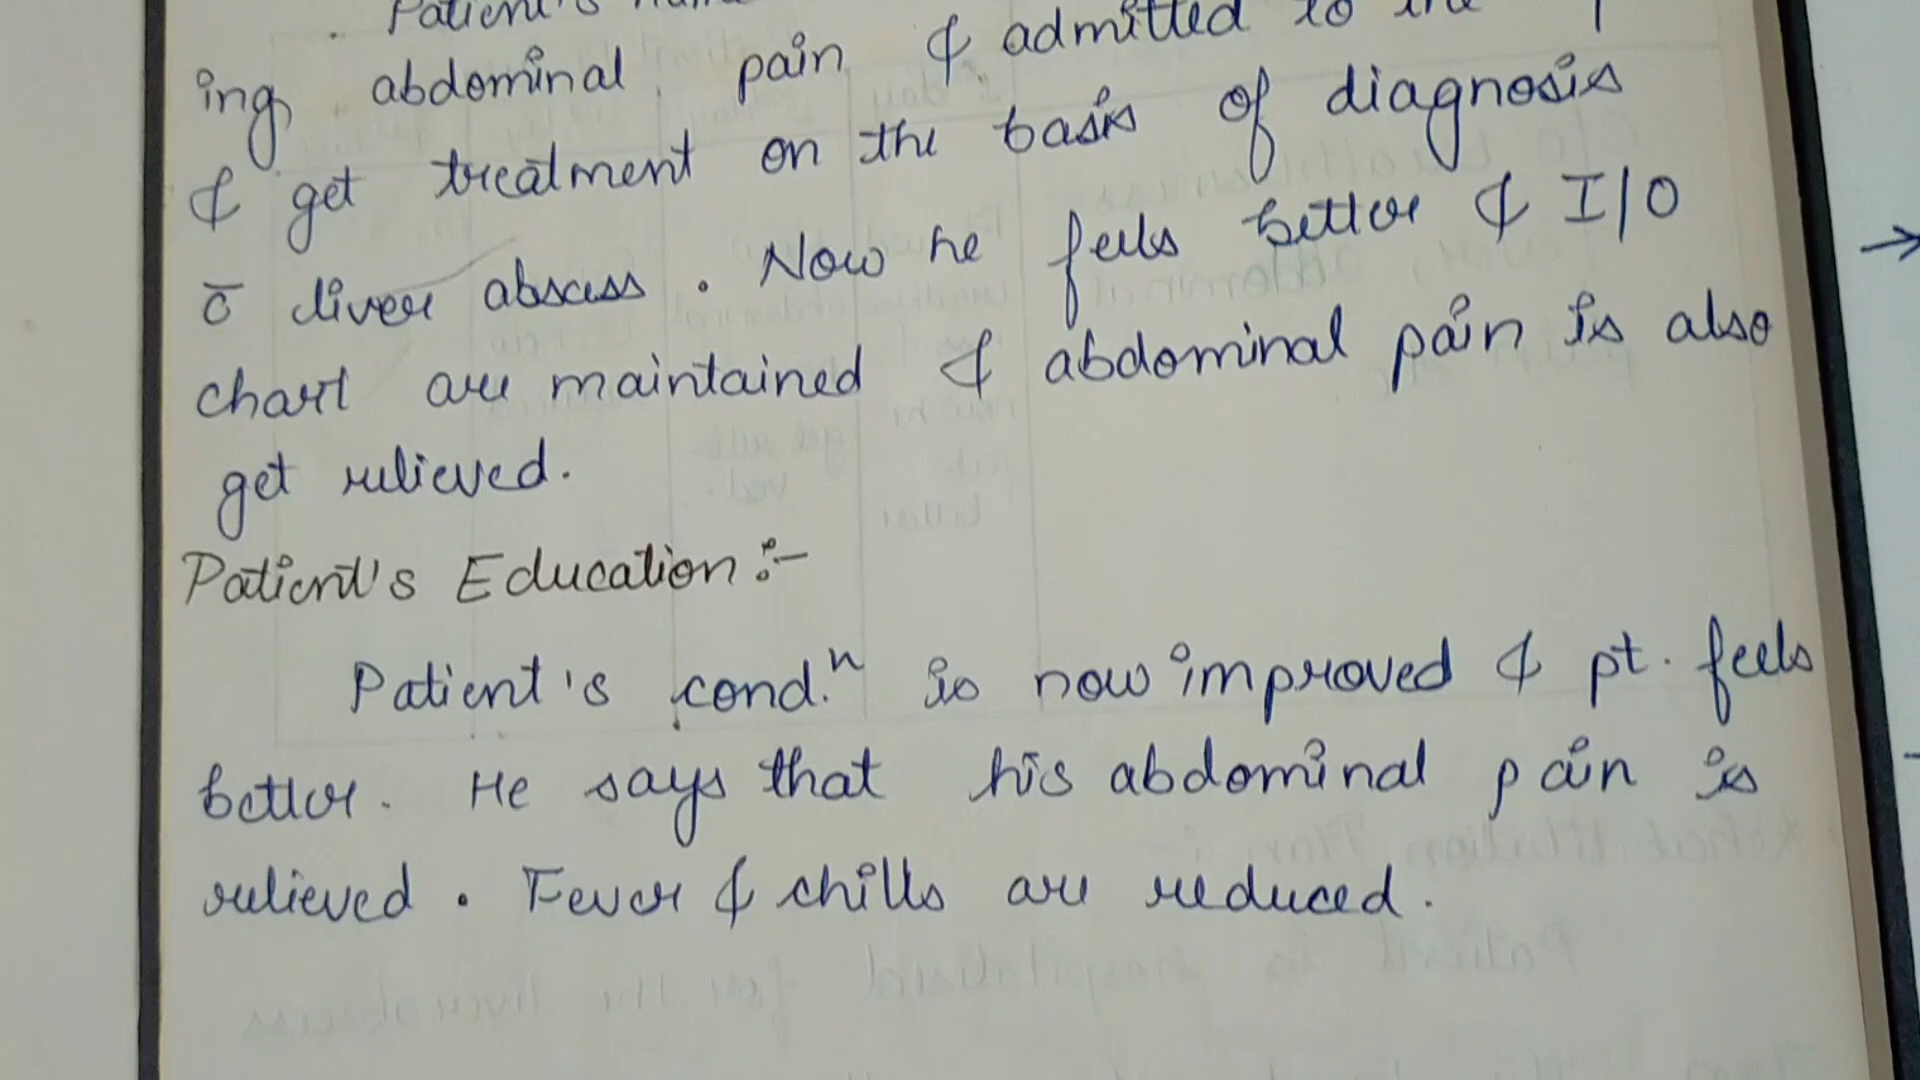 Patient's
ing abdominal pain & admitted to the
& get treatment on the basis of diagnosis
c̄ liver abscess. Now he feels better & I/O
chart are maintained & abdominal pain is also
get relieved.
Patient's Education :-
Patient's cond.ⁿ is now improved & pt. feels
better. He says that his abdominal pain is
relieved. Fever & chills are reduced.